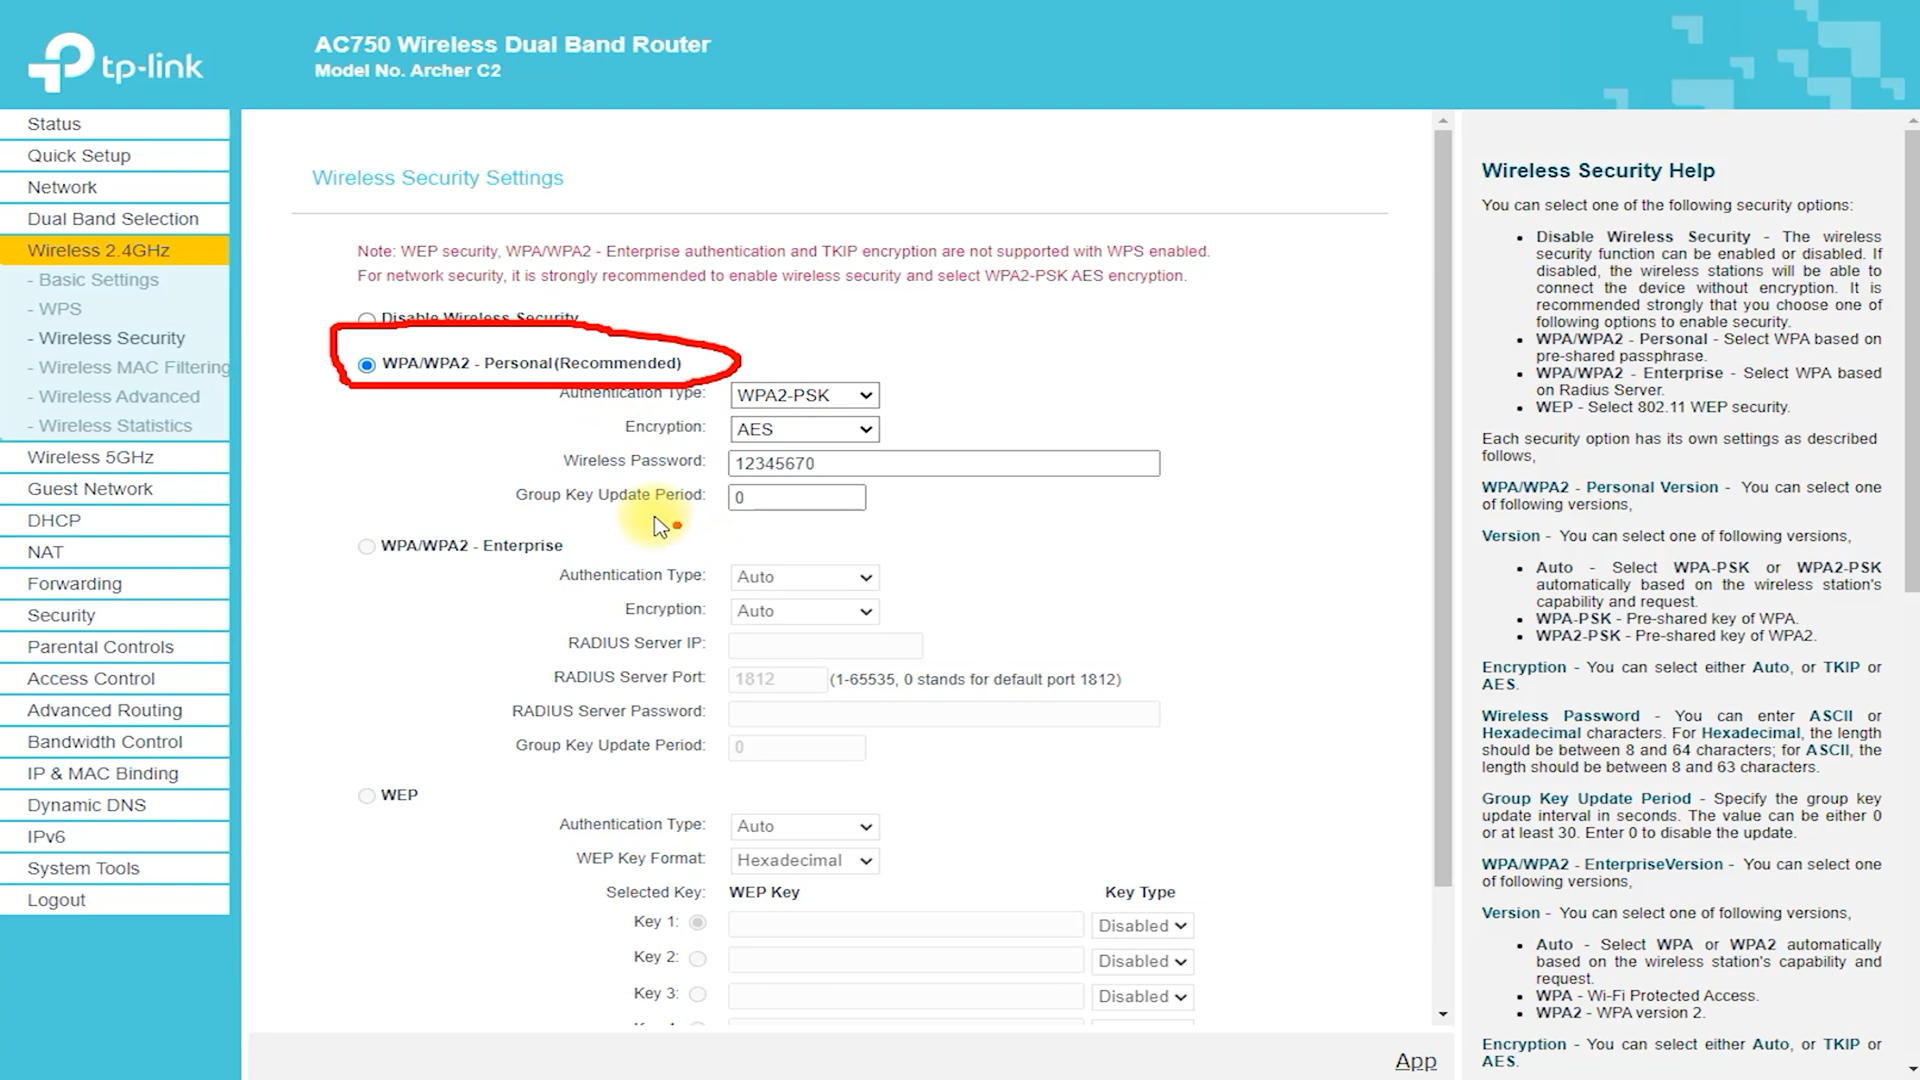 tp-link
AC750 Wireless Dual Band Router
Model No. Archer C2
Status
Quick Setup
Network
Dual Band Selection
Wireless 2.4GHz
- Basic Settings
- WPS
- Wireless Security
- Wireless MAC Filtering
- Wireless Advanced
- Wireless Statistics
Wireless 5GHz
Guest Network
DHCP
NAT
Forwarding
Security
Parental Controls
Access Control
Advanced Routing
Bandwidth Control
IP & MAC Binding
Dynamic DNS
IPv6
System Tools
Logout
Wireless Security Settings
Note: WEP security, WPA/WPA2 - Enterprise authentication and TKIP encryption are not supported with WPS enabled.
For network security, it is strongly recommended to enable wireless security and select WPA2-PSK AES encryption.
Disable Wireless Security
WPA/WPA2 - Personal(Recommended)
Authentication Type: WPA2-PSK
Encryption: AES
Wireless Password: 12345670
Group Key Update Period: 0
WPA/WPA2 - Enterprise
Authentication Type: Auto
Encryption: Auto
RADIUS Server IP:
RADIUS Server Port: 1812 (1-65535, 0 stands for default port 1812)
RADIUS Server Password:
Group Key Update Period: 0
WEP
Authentication Type: Auto
WEP Key Format: Hexadecimal
Selected Key: WEP Key Key Type
Key 1: Disabled
Key 2: Disabled
Key 3: Disabled
App
Wireless Security Help
You can select one of the following security options:
Disable Wireless Security - The wireless
security function can be enabled or disabled. If
disabled, the wireless stations will be able to
connect the device without encryption. It is
recommended strongly that you choose one of
following options to enable security.
WPA/WPA2 - Personal - Select WPA based on
pre-shared passphrase.
WPA/WPA2 - Enterprise - Select WPA based
on Radius Server.
WEP - Select 802.11 WEP security.
Each security option has its own settings as described
follows,
WPA/WPA2 - Personal Version - You can select one
of following versions,
Version - You can select one of following versions,
Auto - Select WPA-PSK or WPA2-PSK
automatically based on the wireless station's
capability and request.
WPA-PSK - Pre-shared key of WPA.
WPA2-PSK - Pre-shared key of WPA2.
Encryption - You can select either Auto, or TKIP or
AES.
Wireless Password - You can enter ASCII or
Hexadecimal characters. For Hexadecimal, the length
should be between 8 and 64 characters; for ASCII, the
length should be between 8 and 63 characters.
Group Key Update Period - Specify the group key
update interval in seconds. The value can be either 0
or at least 30. Enter 0 to disable the update.
WPA/WPA2 - EnterpriseVersion - You can select one
of following versions,
Version - You can select one of following versions,
Auto - Select WPA or WPA2 automatically
based on the wireless station's capability and
request.
WPA - Wi-Fi Protected Access.
WPA2 - WPA version 2.
Encryption - You can select either Auto, or TKIP or
AES.